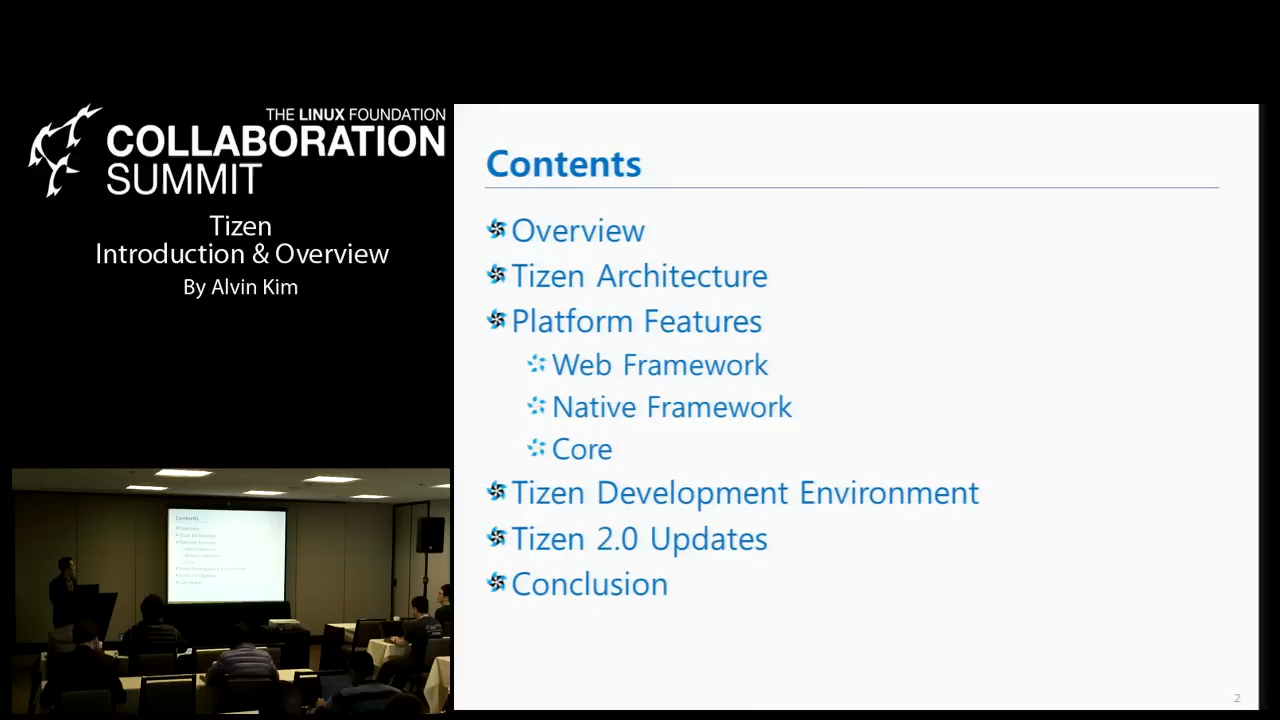 THE LINUX FOUNDATION
COLLABORATION
SUMMIT
Tizen
Introduction & Overview
By Alvin Kim
Contents
Overview
Tizen Architecture
Platform Features
Web Framework
Native Framework
Core
Tizen Development Environment
Tizen 2.0 Updates
Conclusion
2
Contents